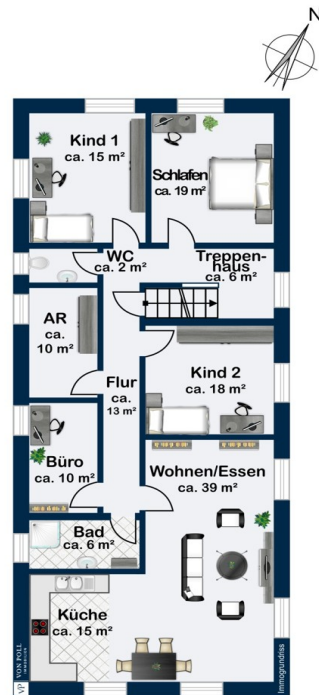 N
Kind 1
ca. 15 m²
Schlafen
ca. 19 m²
WC
ca. 2 m²
Treppen-
haus
ca. 6 m²
AR
ca.
10 m²
Flur
ca.
13 m²
Kind 2
ca. 18 m²
Büro
ca. 10 m²
Wohnen/Essen
ca. 39 m²
Bad
ca. 6 m²
Küche
ca. 15 m²
VP
VON POLL
IMMOBILIEN
Immogrundriss